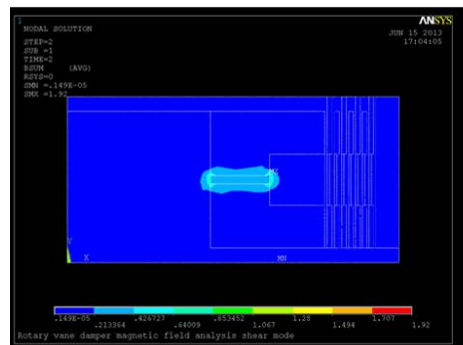 1
ANSYS
NODAL SOLUTION
JUN 15 2013
17:04:05
STEP=2
SUB =1
TIME=2
BSUM (AVG)
RSYS=0
SMN =.149E-05
SMX =1.92
MX
Y
X
MN
.149E-05 .426727 .853452 1.28 1.707
.213364 .64009 1.067 1.494 1.92
Rotary vane damper magnetic field analysis shear mode